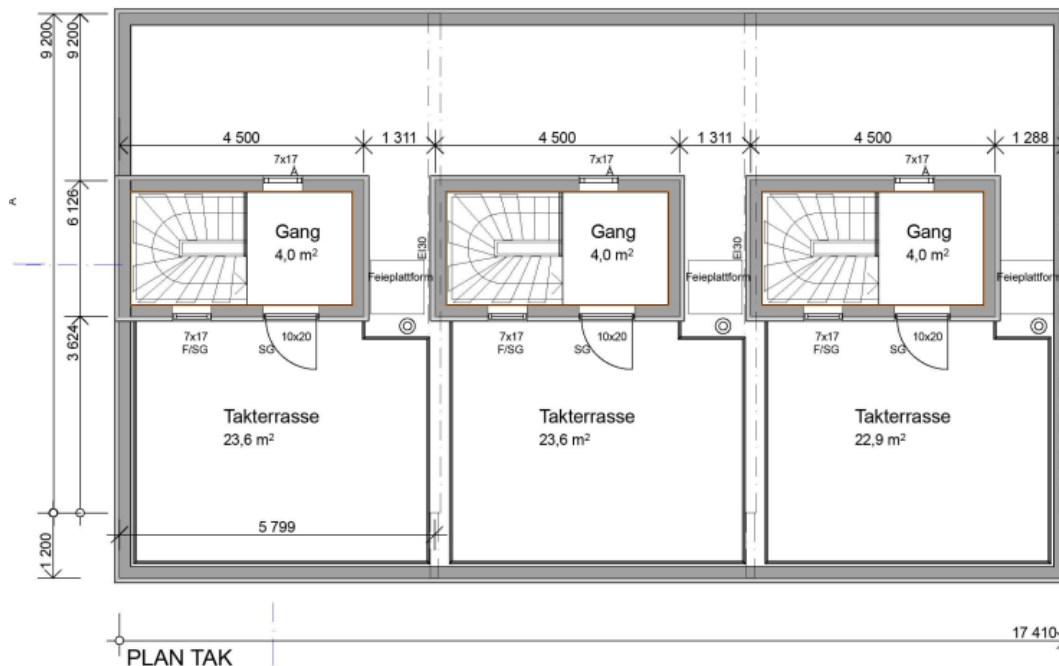 9 200
9 200
4 500
1 311
4 500
1 311
4 500
1 288
7x17
A
7x17
A
7x17
A
A
6 126
Gang
4,0 m²
EI30
Gang
4,0 m²
EI30
Gang
4,0 m²
Feieplattform
Feieplattform
Feieplattform
3 624
7x17
F/SG
SG
10x20
7x17
F/SG
SG
10x20
7x17
F/SG
SG
10x20
Takterrasse
23,6 m²
Takterrasse
23,6 m²
Takterrasse
22,9 m²
5 799
1 200
17 410
PLAN TAK